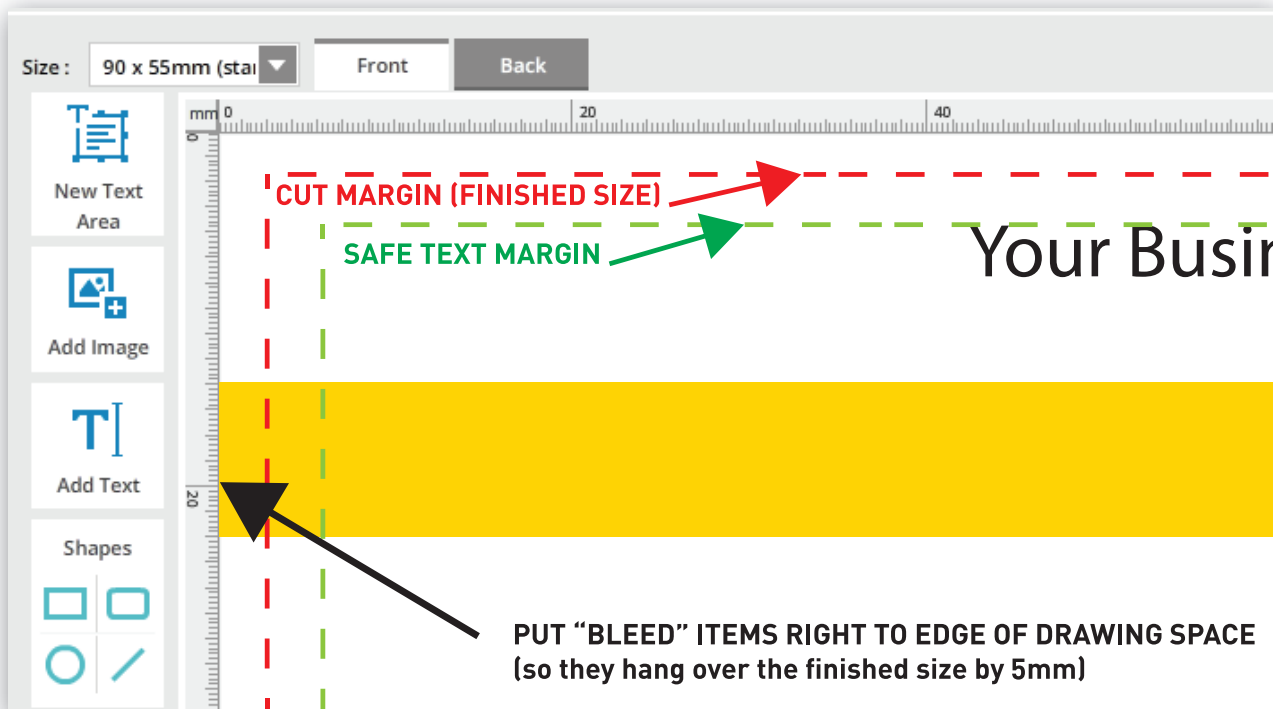 Size :
90 x 55mm (stai
Front
Back
mm
0
20
40
0
20
New Text
Area
Add Image
T
Add Text
Shapes
CUT MARGIN (FINISHED SIZE)
SAFE TEXT MARGIN
Your Busin
PUT “BLEED” ITEMS RIGHT TO EDGE OF DRAWING SPACE
(so they hang over the finished size by 5mm)